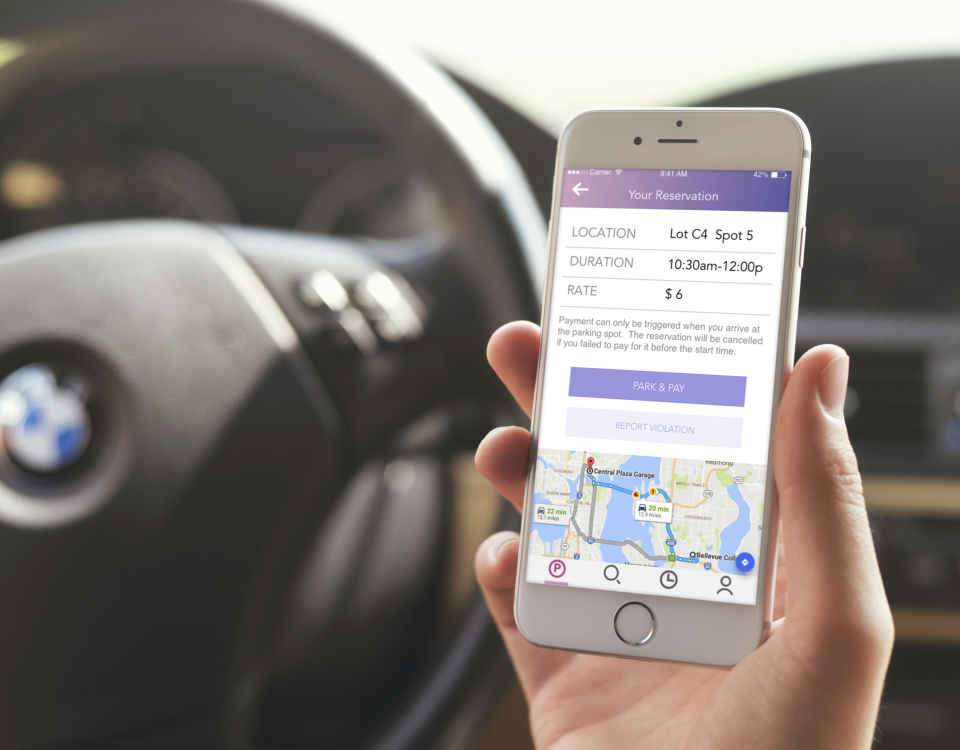 Carrier 9:41 AM 42%
Your Reservation
LOCATION Lot C4 Spot 5
DURATION 10:30am-12:00p
RATE $ 6
Payment can only be triggered when you arrive at
the parking spot. The reservation will be cancelled
if you failed to pay for it before the start time.
PARK & PAY
REPORT VIOLATION
Redmond
Central Plaza Garage
22 min
15.1 miles
20 min
12.9 miles
Bellevue Coll
P